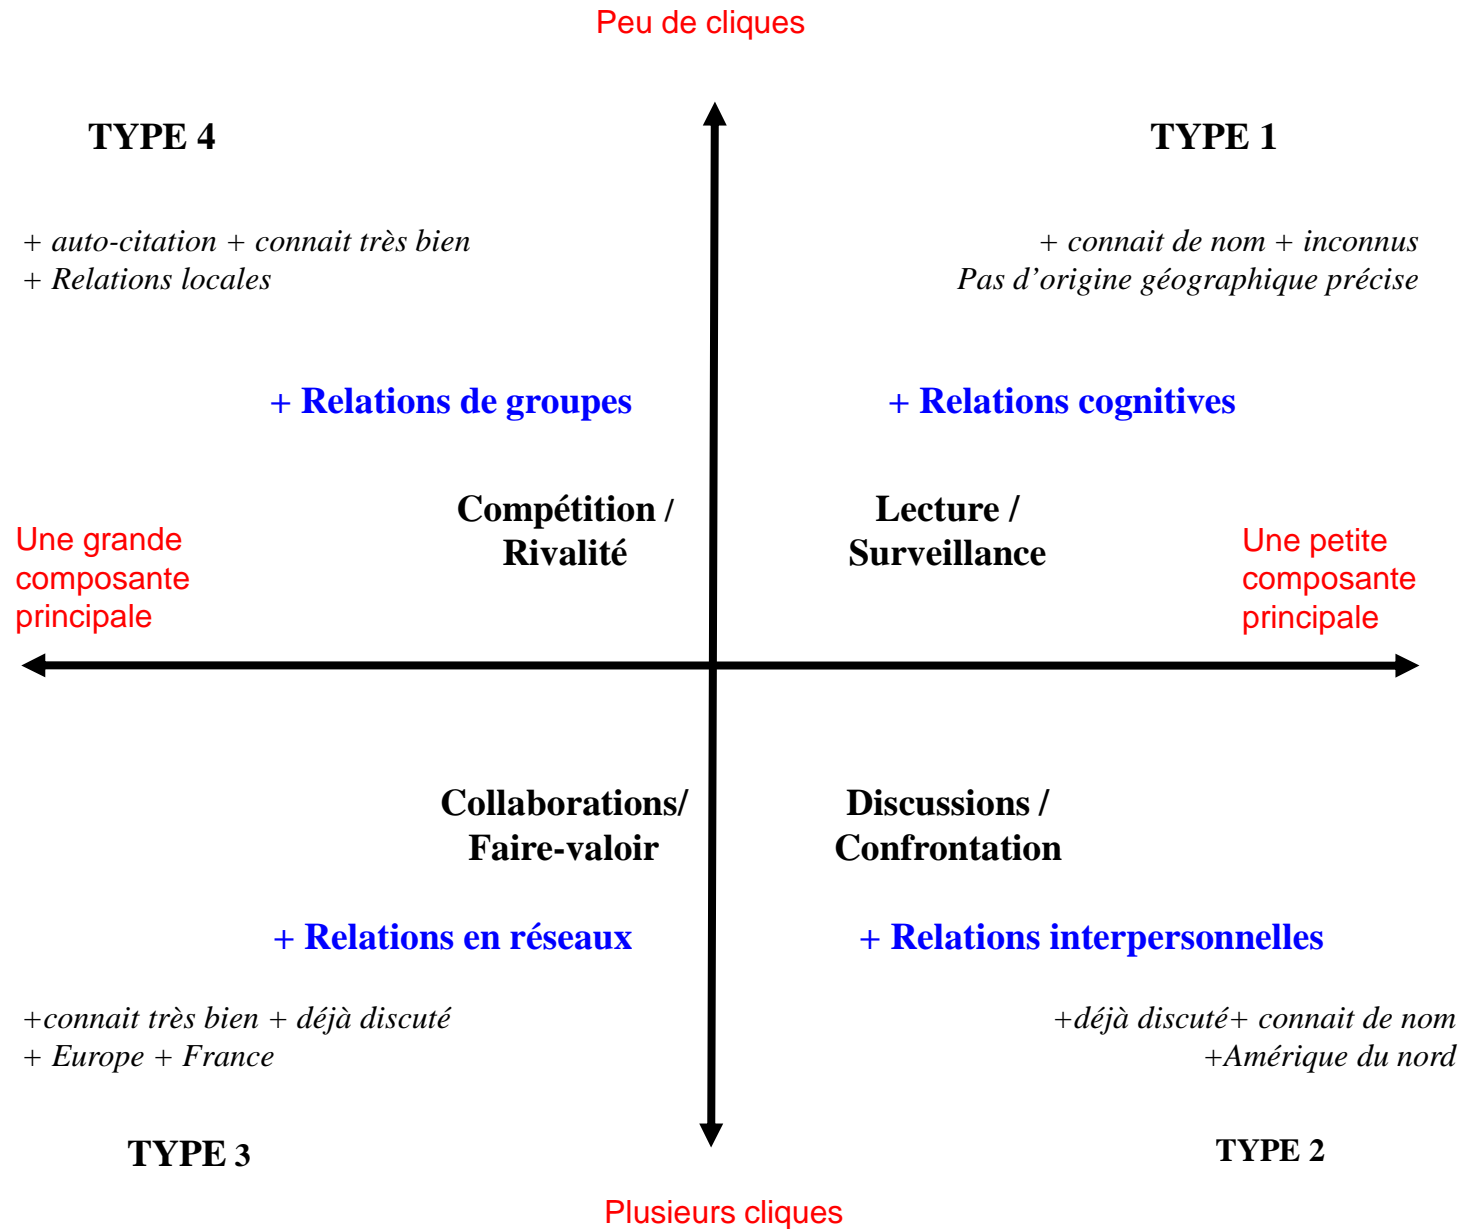 Peu de cliques
TYPE 4
TYPE 1
+ auto-citation + connait très bien
+ Relations locales
+ connait de nom + inconnus
Pas d’origine géographique précise
+ Relations de groupes
+ Relations cognitives
Compétition /
Rivalité
Lecture /
Surveillance
Une grande
composante
principale
Une petite
composante
principale
Collaborations/
Faire-valoir
Discussions /
Confrontation
+ Relations en réseaux
+ Relations interpersonnelles
+connait très bien + déjà discuté
+ Europe + France
+déjà discuté+ connait de nom
+Amérique du nord
TYPE 3
TYPE 2
Plusieurs cliques